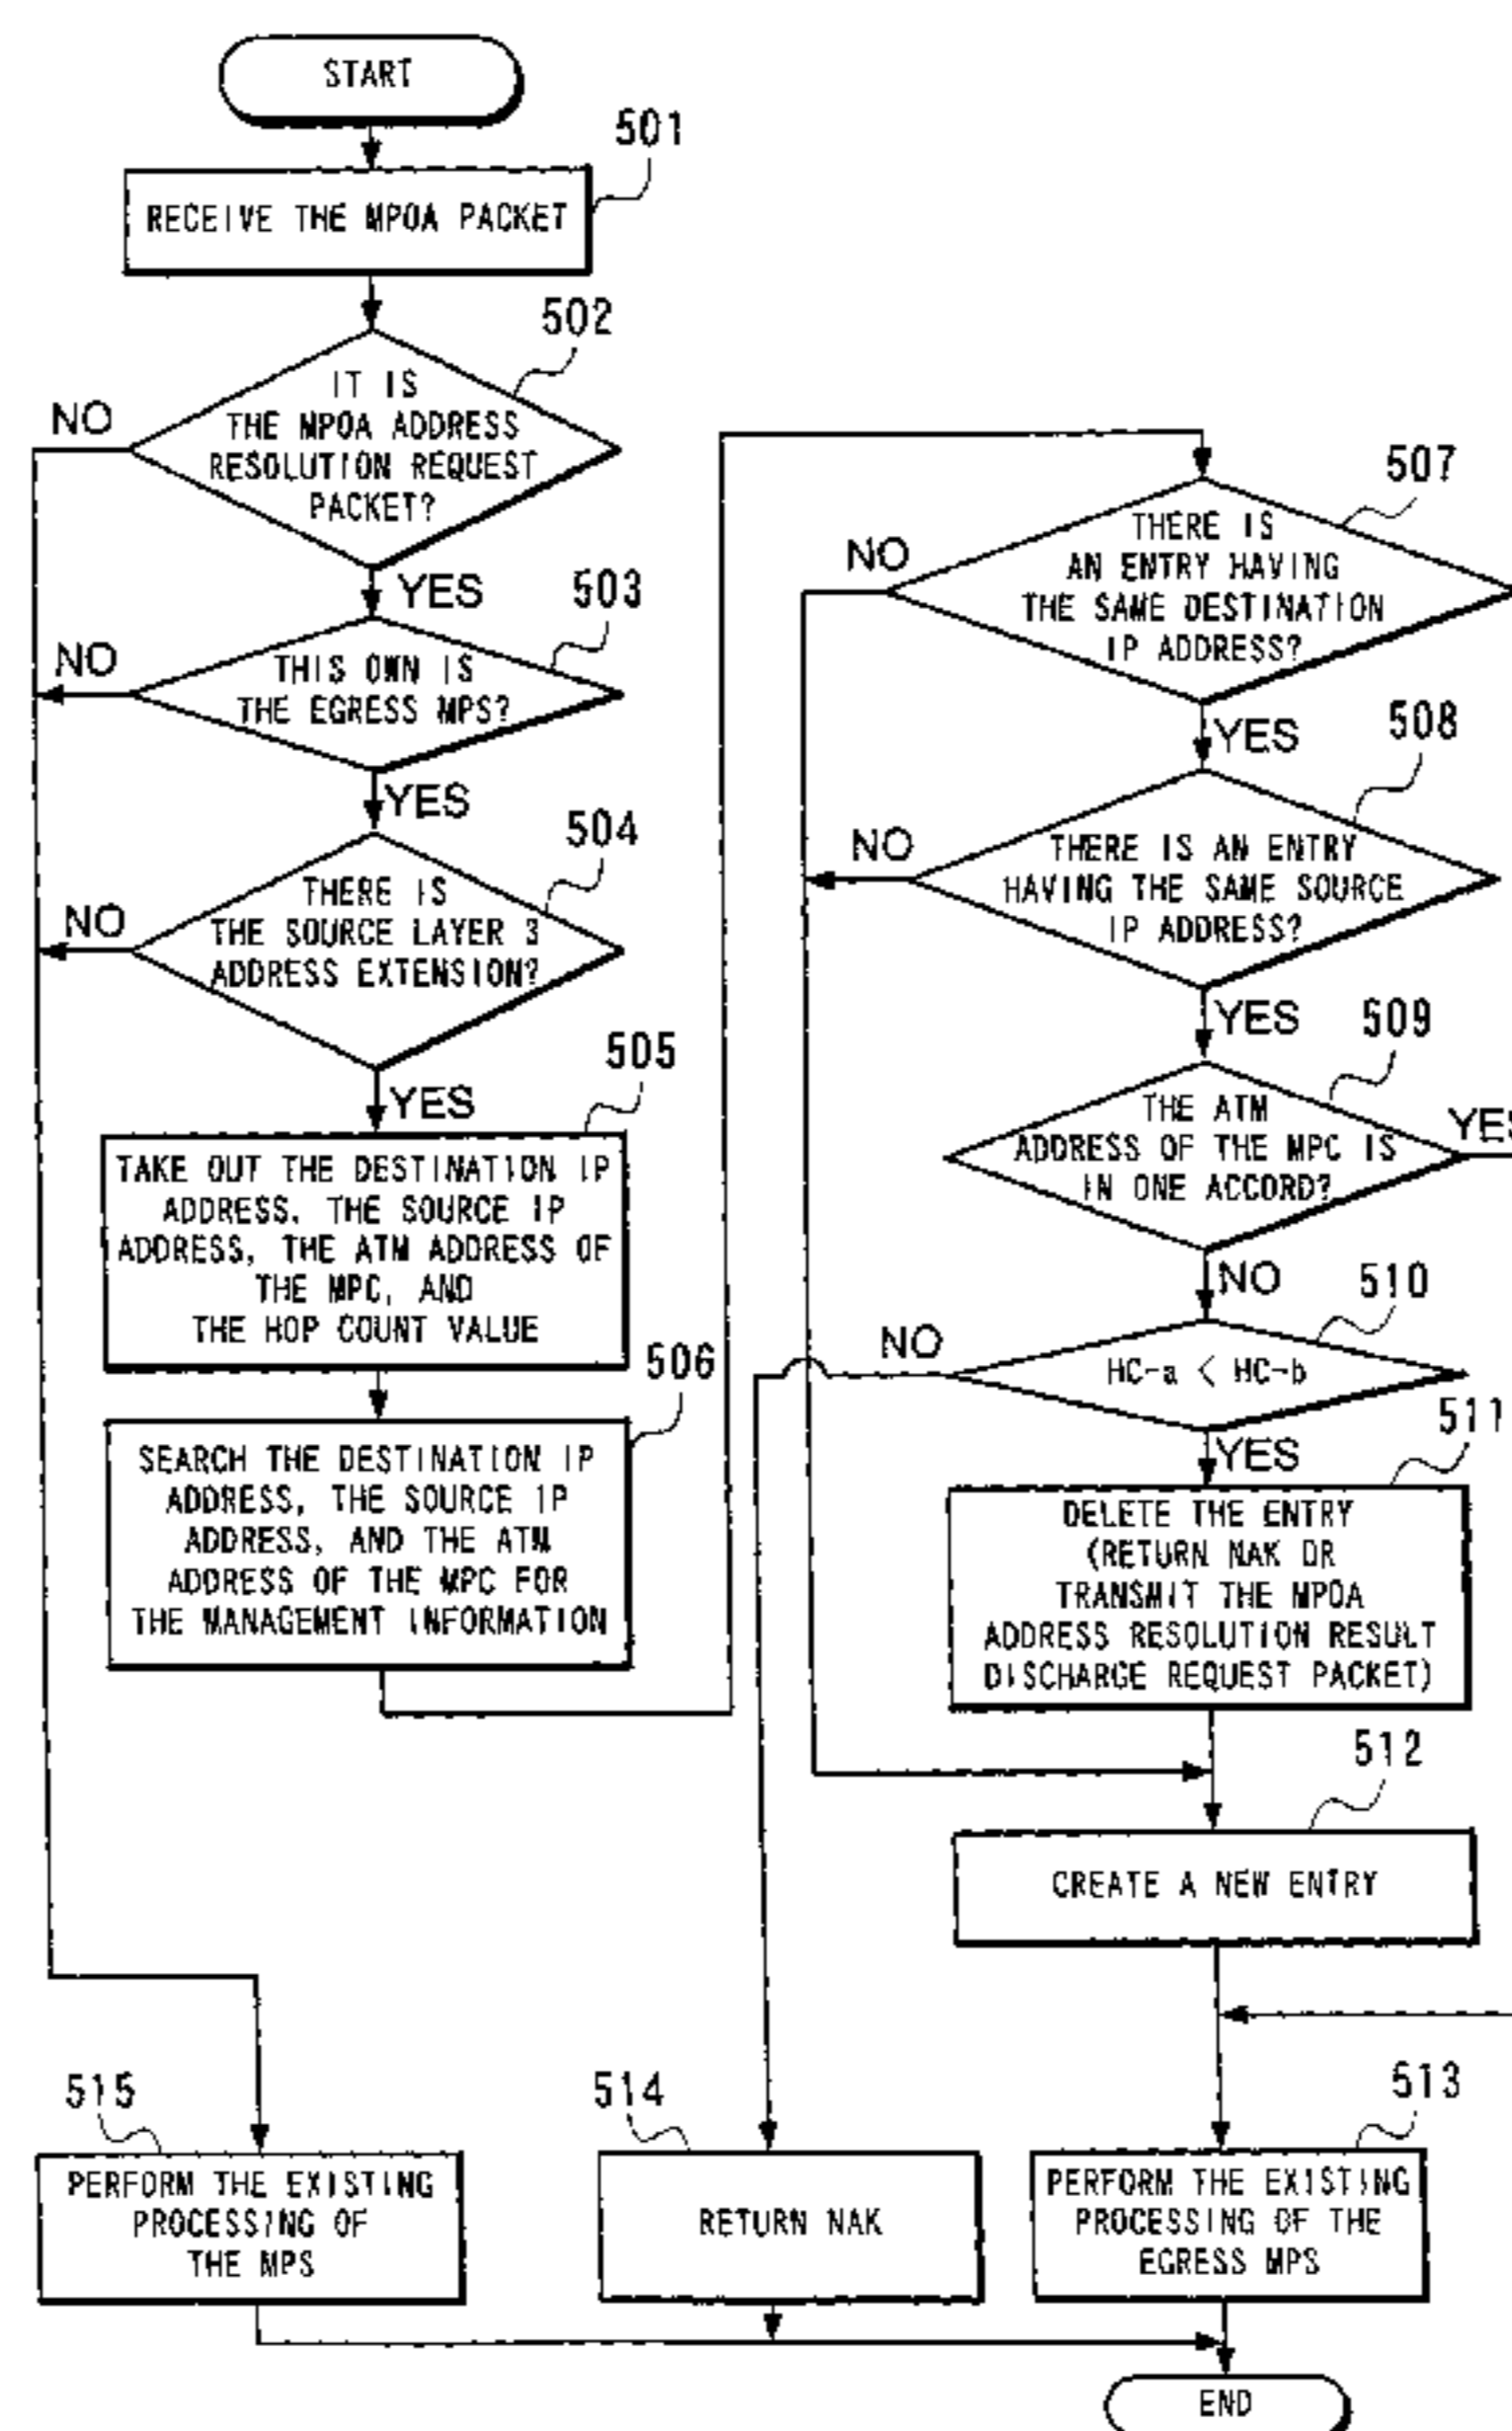 START
501
RECEIVE THE MPOA PACKET
502
IT IS
THE MPOA ADDRESS
RESOLUTION REQUEST
PACKET?
NO
YES
503
THIS OWN IS
THE EGRESS MPS?
NO
YES
504
THERE IS
THE SOURCE LAYER 3
ADDRESS EXTENSION?
NO
YES
505
TAKE OUT THE DESTINATION IP
ADDRESS, THE SOURCE IP
ADDRESS, THE ATM ADDRESS OF
THE MPC, AND
THE HOP COUNT VALUE
506
SEARCH THE DESTINATION IP
ADDRESS, THE SOURCE IP
ADDRESS, AND THE ATM
ADDRESS OF THE MPC FOR
THE MANAGEMENT INFORMATION
507
THERE IS
AN ENTRY HAVING
THE SAME DESTINATION
IP ADDRESS?
NO
YES
508
THERE IS AN ENTRY
HAVING THE SAME SOURCE
IP ADDRESS?
NO
YES
509
THE ATM
ADDRESS OF THE MPC IS
IN ONE ACCORD?
YES
NO
510
HC-a < HC-b
NO
YES
511
DELETE THE ENTRY
(RETURN NAK OR
TRANSMIT THE MPOA
ADDRESS RESOLUTION RESULT
DISCHARGE REQUEST PACKET)
512
CREATE A NEW ENTRY
515
PERFORM THE EXISTING
PROCESSING OF
THE MPS
514
RETURN NAK
513
PERFORM THE EXISTING
PROCESSING OF THE
EGRESS MPS
END